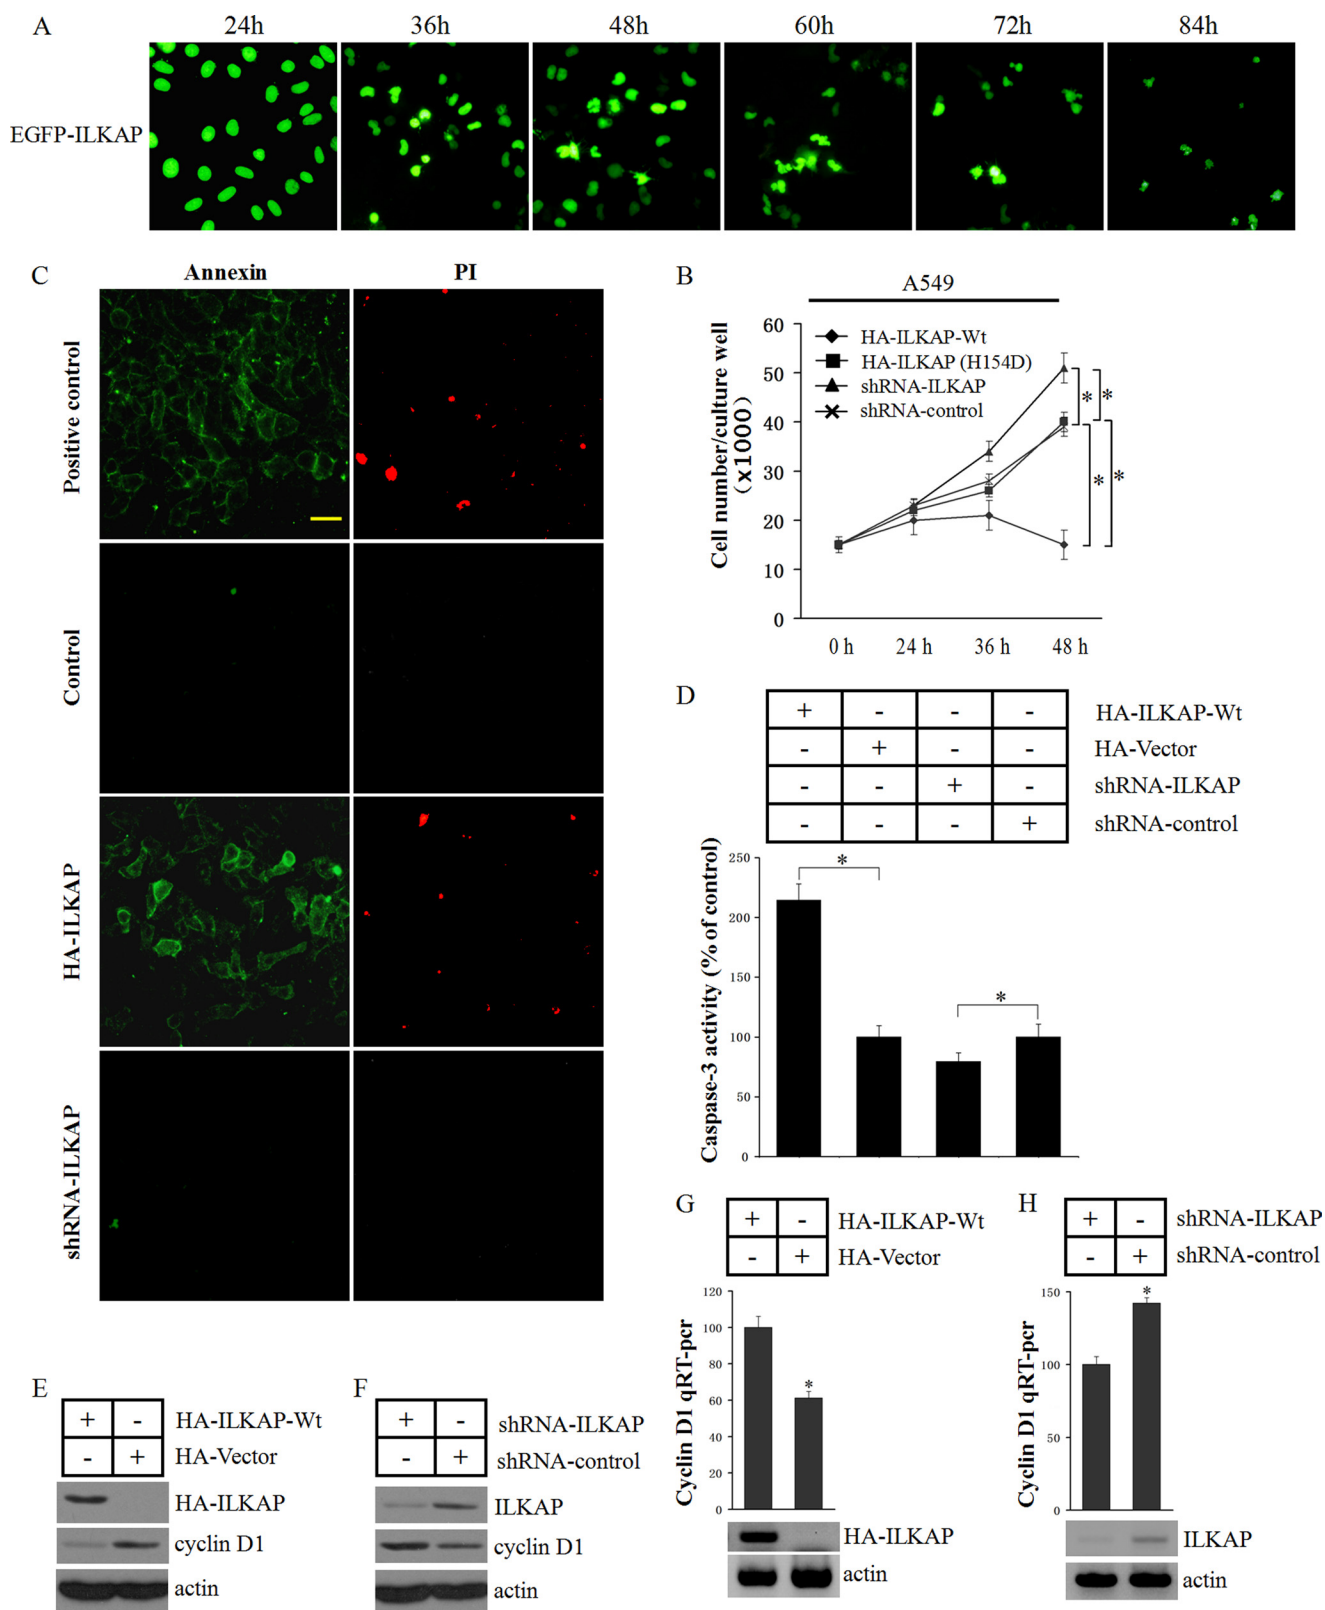 A
24h 36h 48h 60h 72h 84h
EGFP-ILKAP
C
Annexin PI
Positive control
Control
HA-ILKAP
shRNA-ILKAP
B
A549
HA-ILKAP-Wt
HA-ILKAP (H154D)
shRNA-ILKAP
shRNA-control
Cell number/culture well
(x1000)
60
50
40
30
20
10
0
* *
* *
0 h 24 h 36 h 48 h
D
+ - - - HA-ILKAP-Wt
- + - - HA-Vector
- - + - shRNA-ILKAP
- - - + shRNA-control
Caspase-3 activity (% of control)
250
200
150
100
50
0
*
*
E
+ - HA-ILKAP-Wt
- + HA-Vector
HA-ILKAP
cyclin D1
actin
F
+ - shRNA-ILKAP
- + shRNA-control
ILKAP
cyclin D1
actin
G
+ - HA-ILKAP-Wt
- + HA-Vector
Cyclin D1 qRT-pcr
120
100
80
60
40
20
0
*
HA-ILKAP
actin
H
+ - shRNA-ILKAP
- + shRNA-control
Cyclin D1 qRT-pcr
150
100
50
0
*
ILKAP
actin